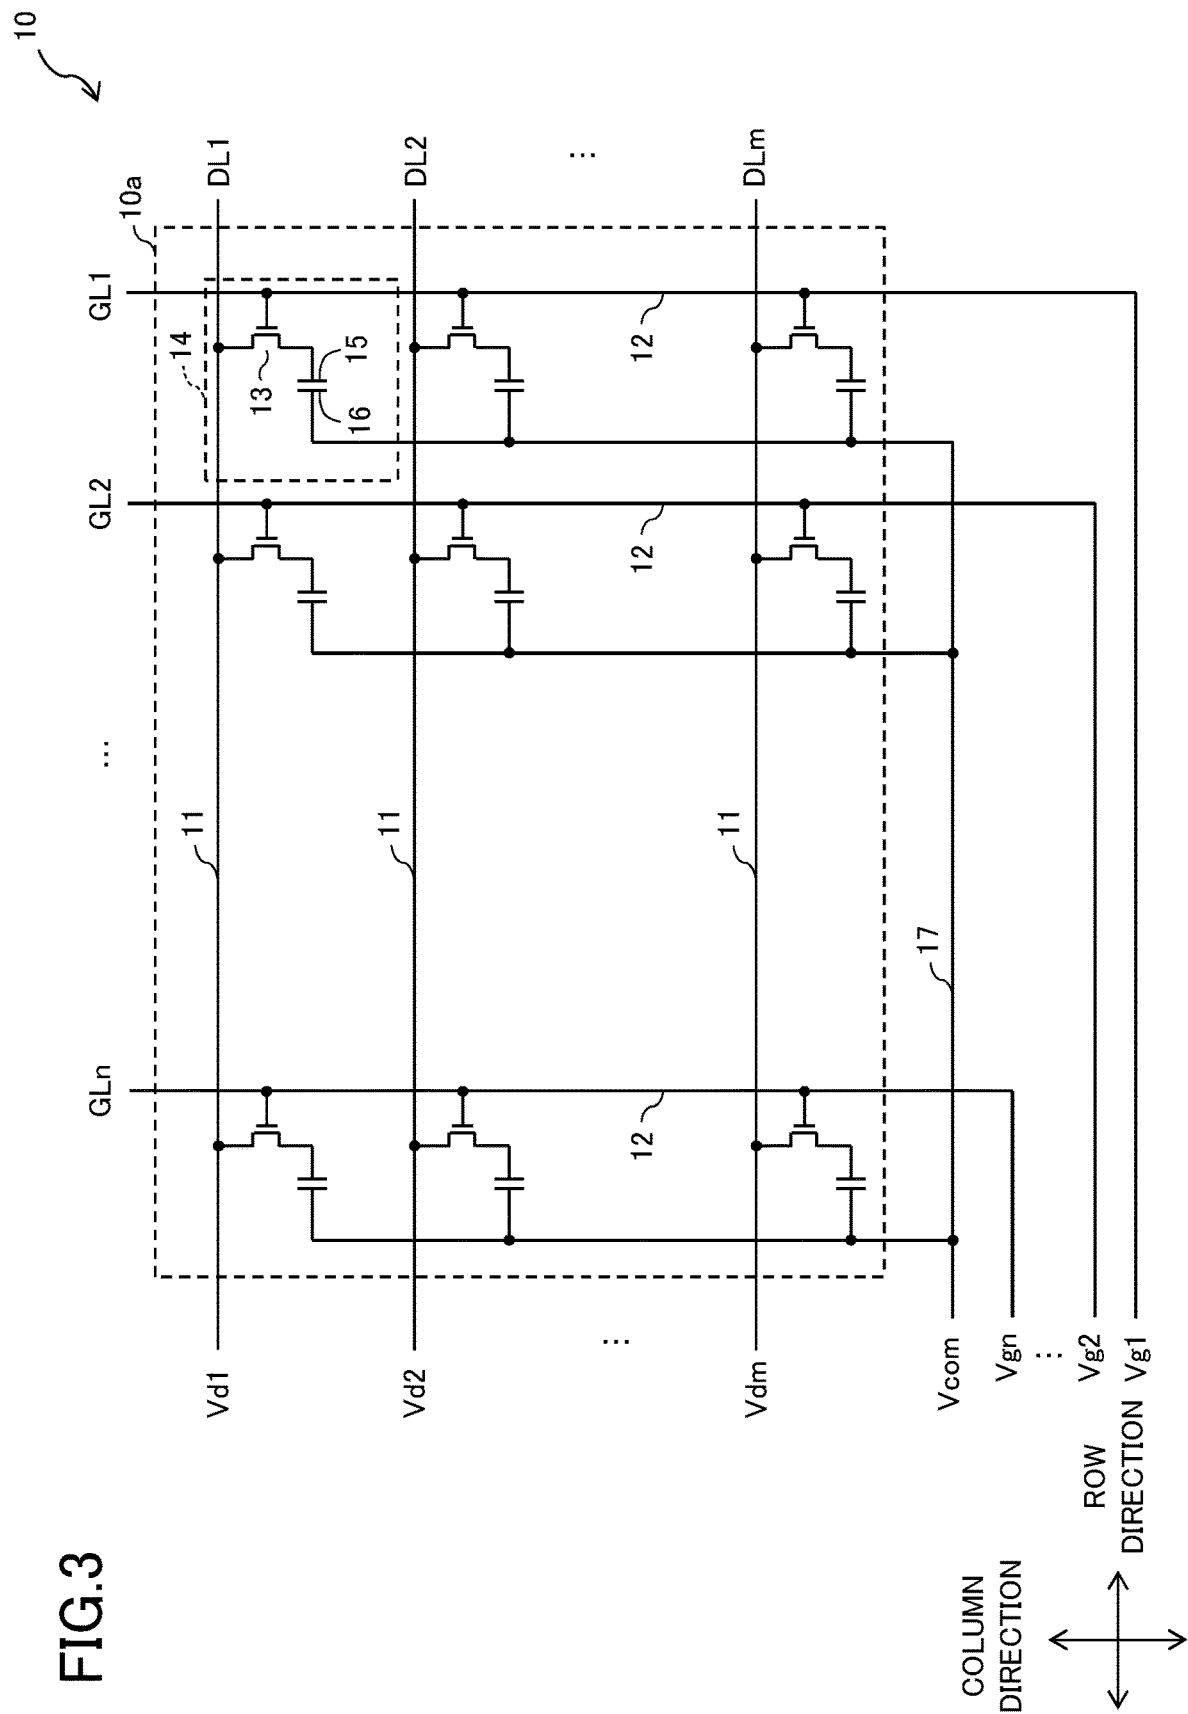 FIG.3
10
10a
DL1
DL2
...
DLm
GL1
GL2
...
GLn
14
13
15
16
12
12
12
11
11
11
17
Vd1
Vd2
...
Vdm
Vcom
Vgn
...
Vg2
Vg1
COLUMN
DIRECTION
ROW
DIRECTION